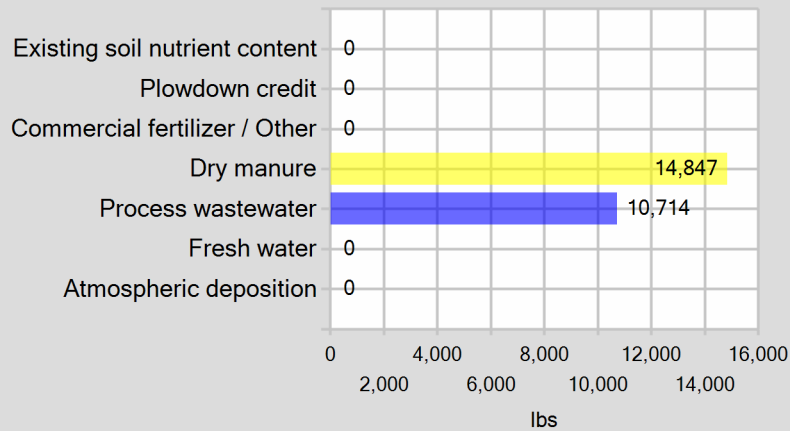 Existing soil nutrient content 0
Plowdown credit 0
Commercial fertilizer / Other 0
Dry manure 14,847
Process wastewater 10,714
Fresh water 0
Atmospheric deposition 0
0 4,000 8,000 12,000 16,000
2,000 6,000 10,000 14,000
lbs